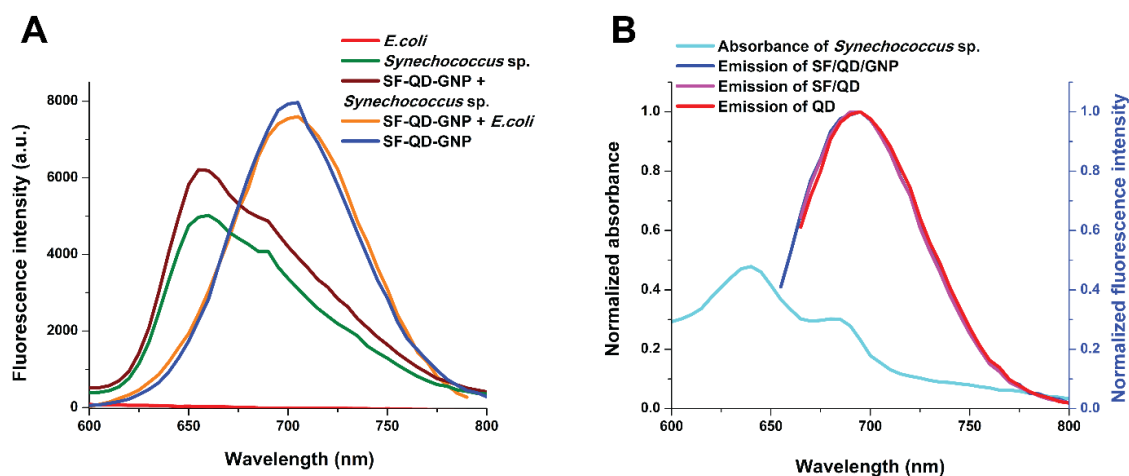 A
E.coli
Synechococcus sp.
SF-QD-GNP +
Synechococcus sp.
SF-QD-GNP + E.coli
SF-QD-GNP
Fluorescence intensity (a.u.)
8000
6000
4000
2000
0
600
650
700
750
800
Wavelength (nm)
B
Absorbance of Synechococcus sp.
Emission of SF/QD/GNP
Emission of SF/QD
Emission of QD
Normalized absorbance
1.0
0.8
0.6
0.4
0.2
0.0
600
650
700
750
800
Wavelength (nm)
1.0
0.8
0.6
0.4
0.2
0.0
Normalized fluorescence intensity